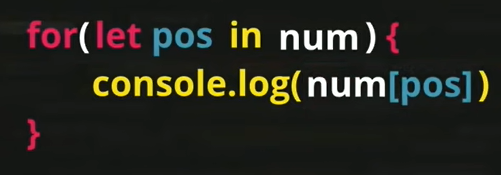 for(let pos in num){
console.log(num[pos])
}